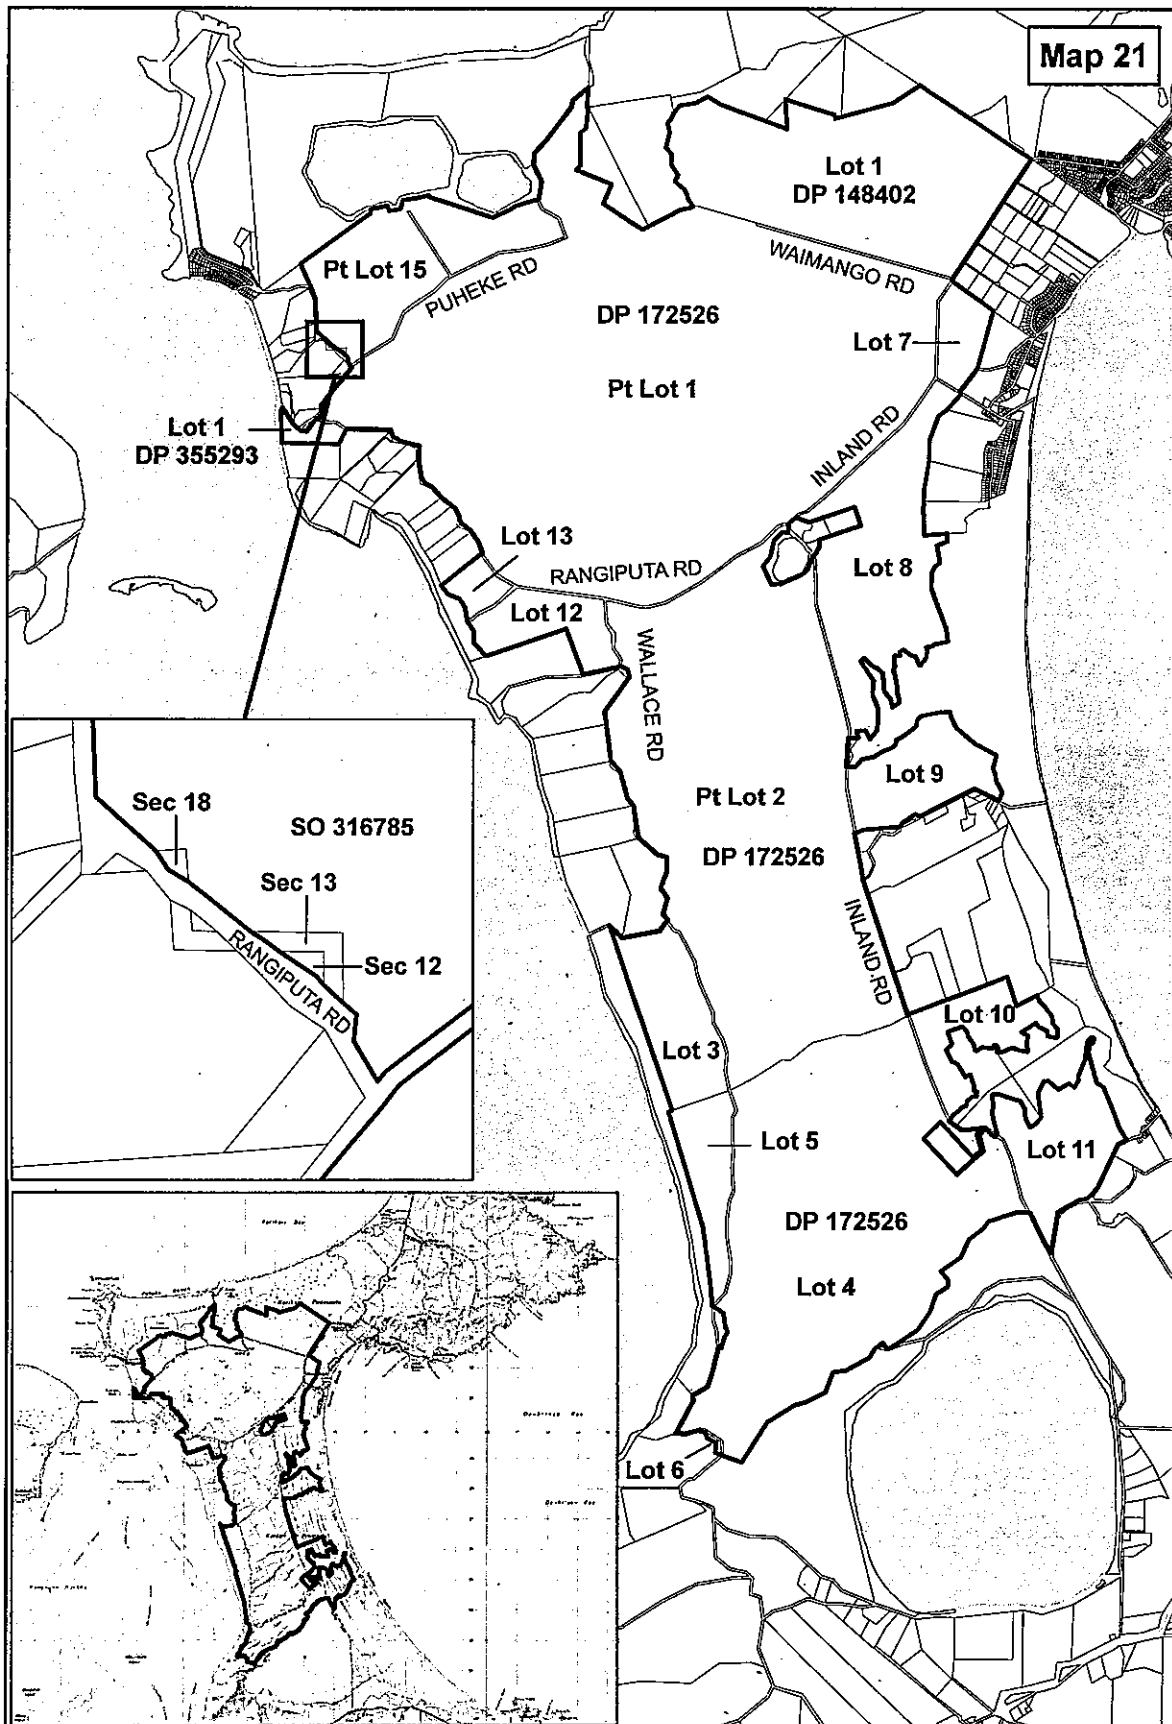 Map 21
Lot 1
DP 148402
WAIMANGO RD
Pt Lot 15
PUHEKE RD
DP 172526
Lot 7
Pt Lot 1
Lot 1
DP 355293
INLAND RD
Lot 13
RANGIPUTA RD
Lot 8
Lot 12
WALLACE RD
Lot 9
Pt Lot 2
DP 172526
Sec 18
SO 316785
Sec 13
Sec 12
RANGIPUTA RD
INLAND RD
Lot 10
Lot 3
Lot 5
Lot 11
DP 172526
Lot 4
Lot 6